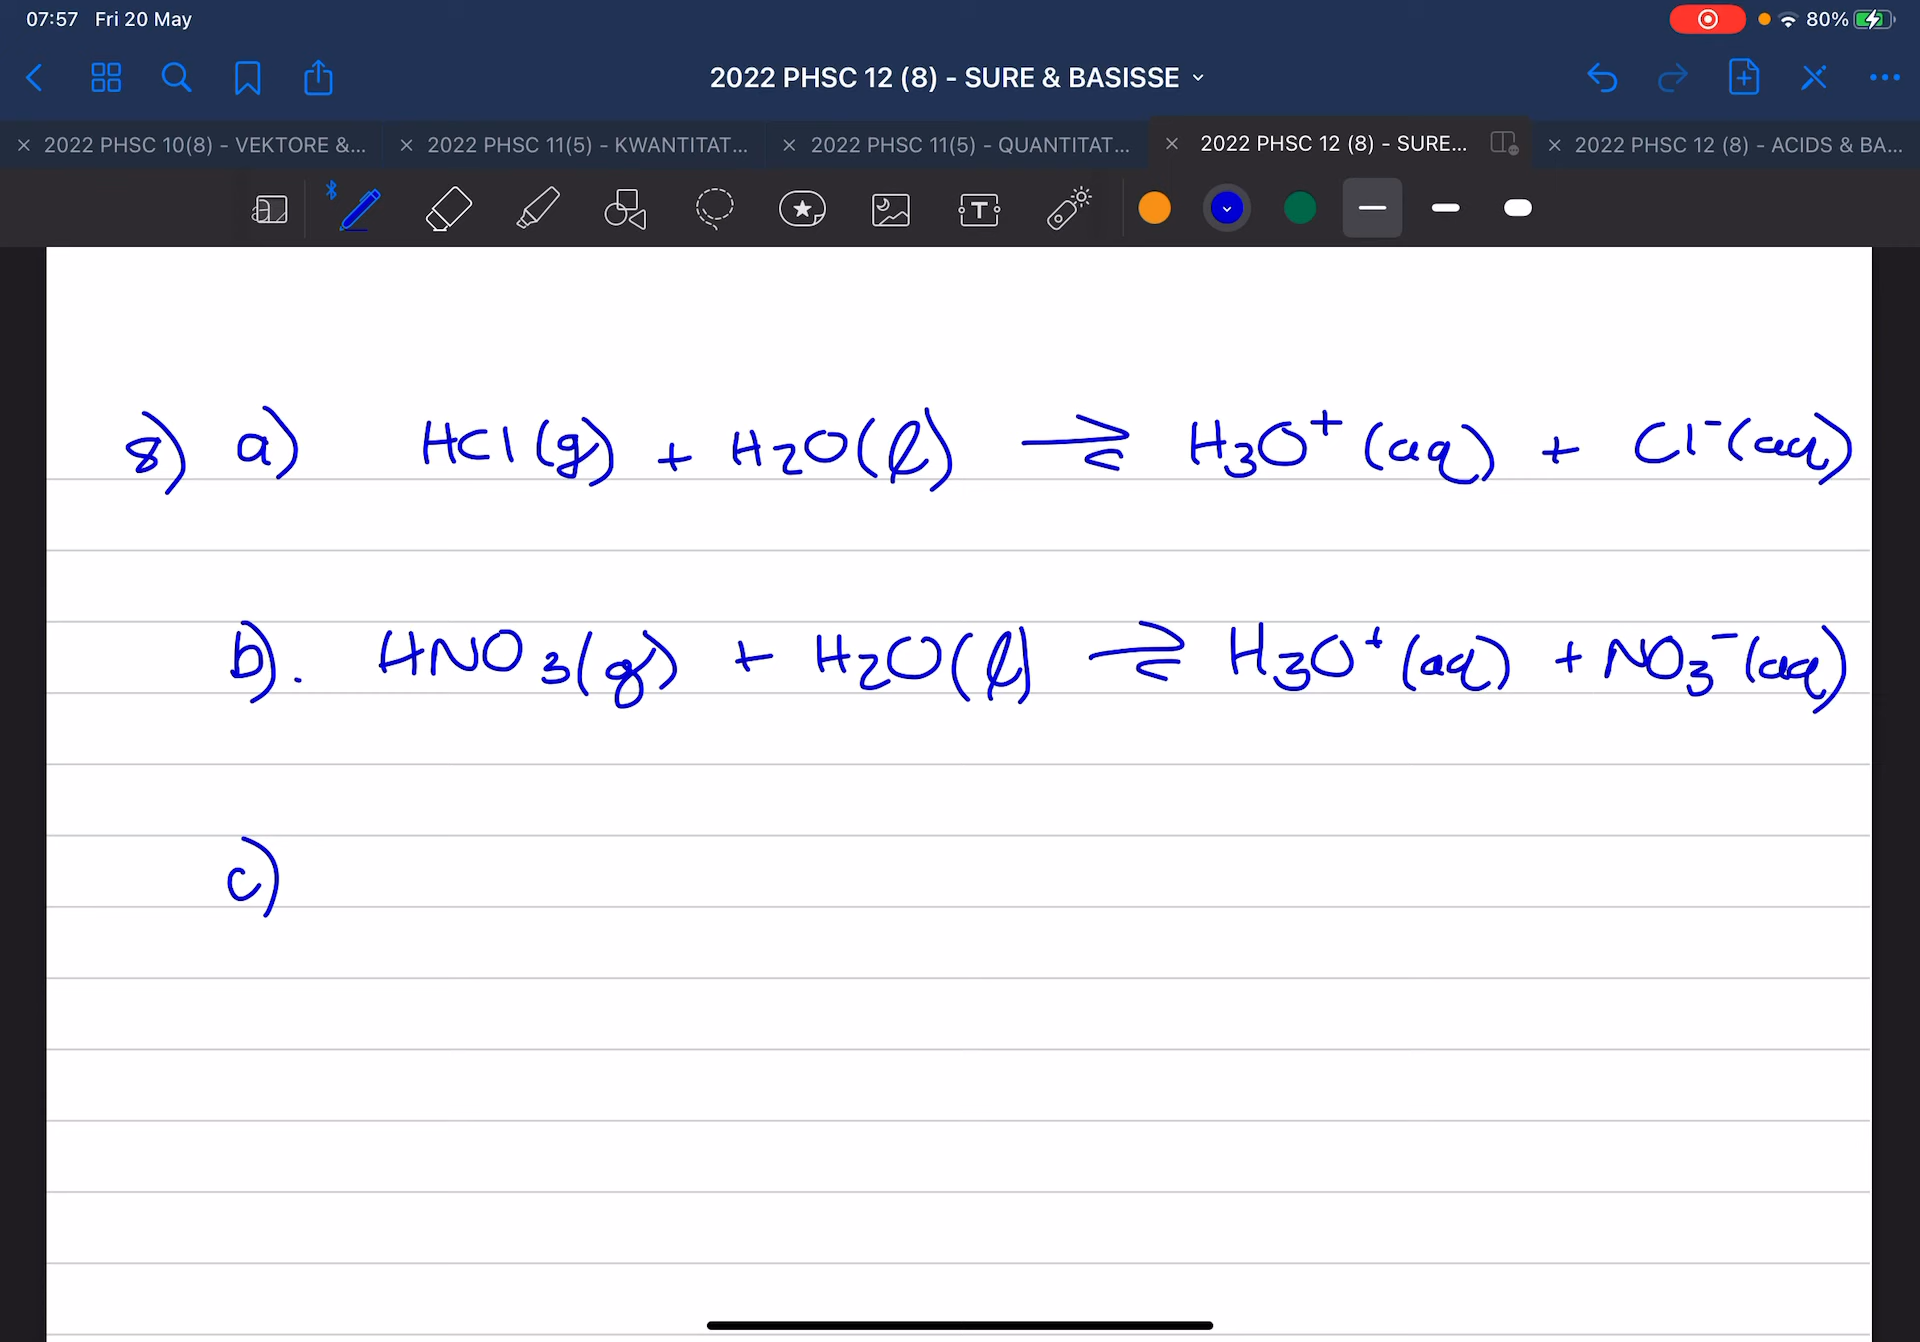 07:57 Fri 20 May 80%
2022 PHSC 12 (8) - SURE & BASISSE
2022 PHSC 10(8) - VEKTORE &... 2022 PHSC 11(5) - KWANTITAT... 2022 PHSC 11(5) - QUANTITAT... 2022 PHSC 12 (8) - SURE... 2022 PHSC 12 (8) - ACIDS & BA...
T
8) a) HCl (g) + H₂O(ℓ) ⇌ H₃O⁺ (aq) + Cl⁻(aq)
b). HNO₃(g) + H₂O(ℓ) ⇌ H₃O⁺ (aq) + NO₃⁻(aq)
c)